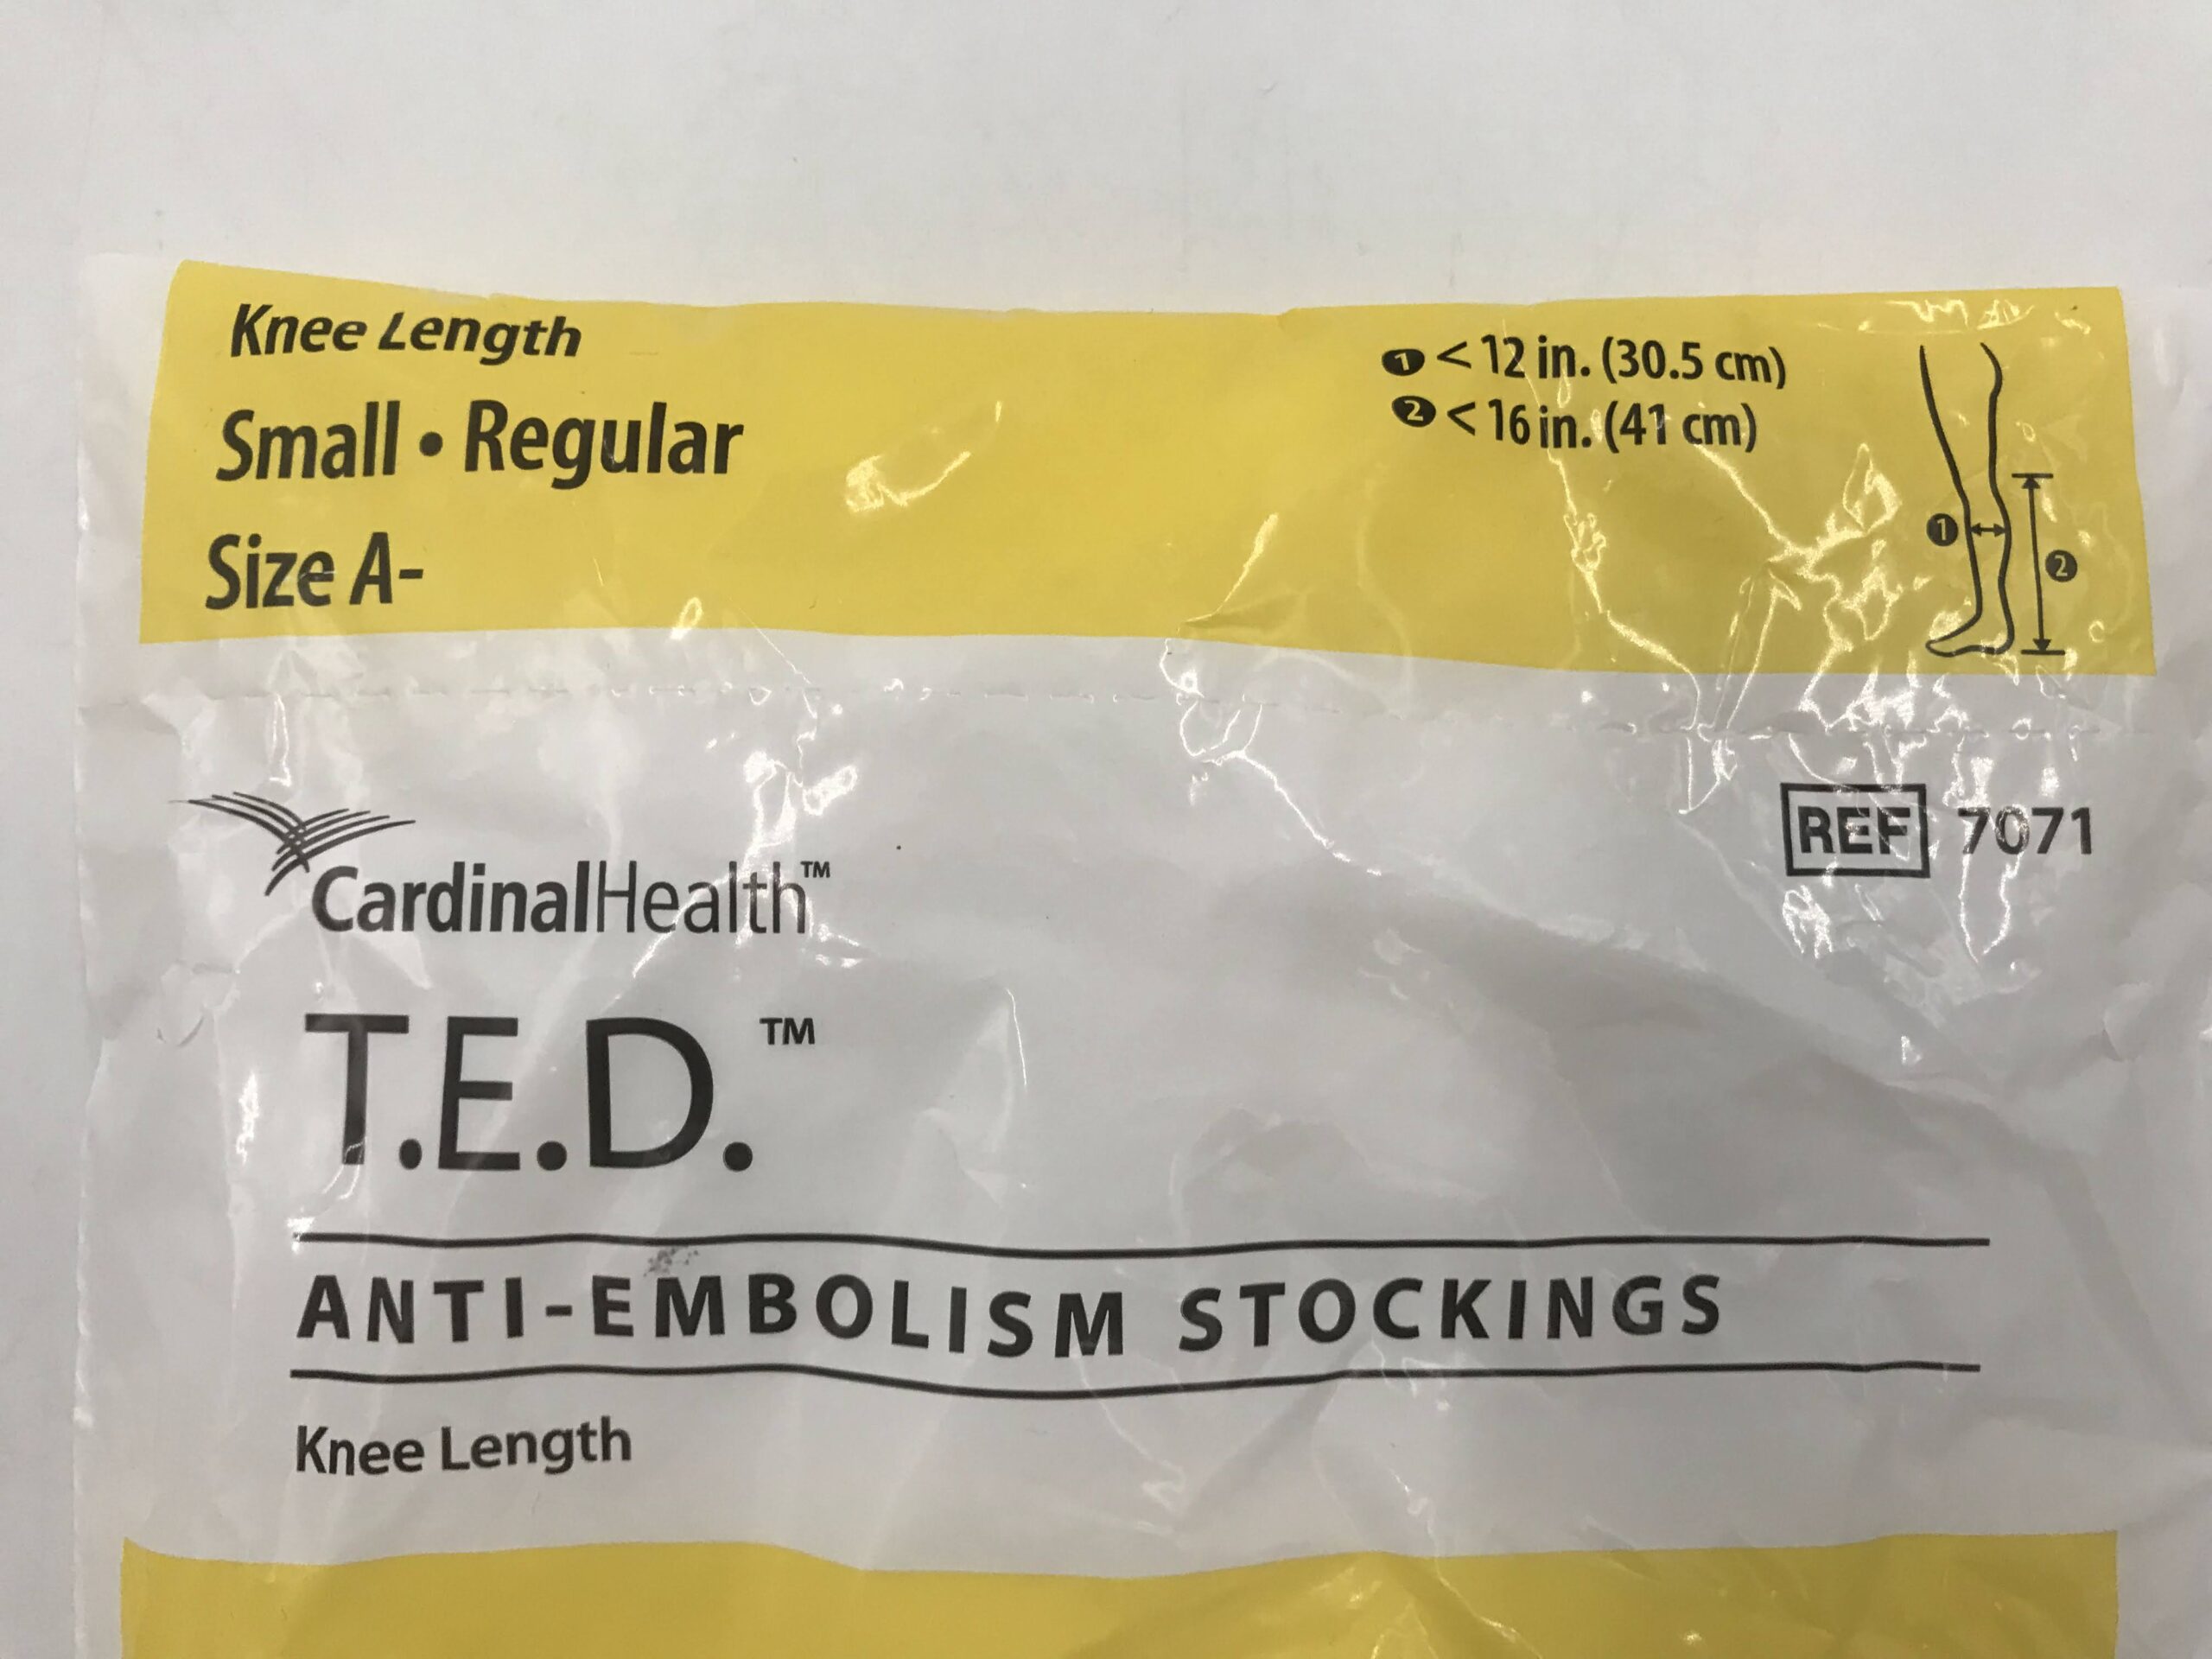 Knee Length
Small • Regular
Size A-
❶ < 12 in. (30.5 cm)
❷ < 16 in. (41 cm)
❶
❷
CardinalHealth™
REF 7071
T.E.D.™
ANTI-EMBOLISM STOCKINGS
Knee Length